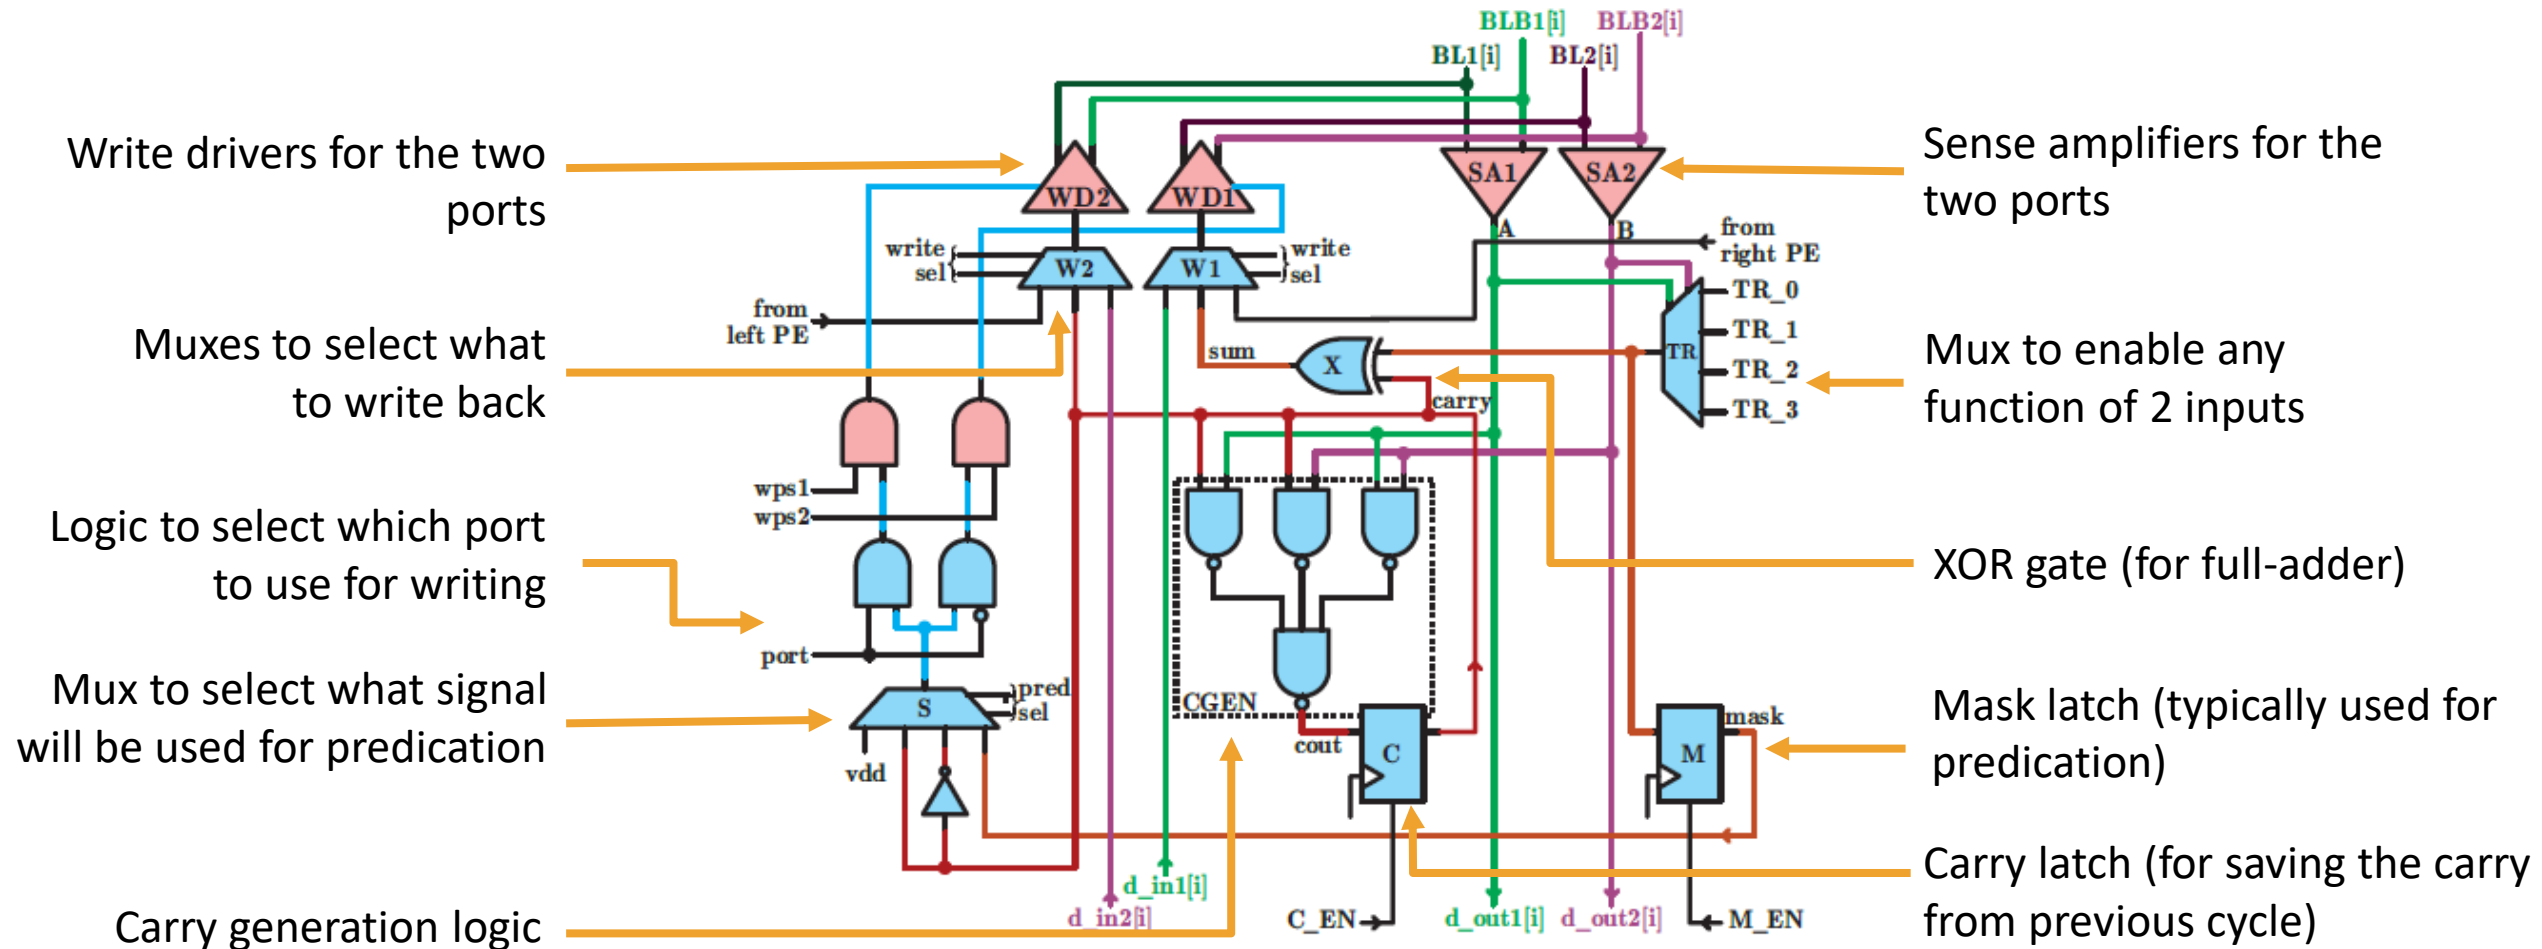 BLB1[i] BLB2[i]
BL1[i] BL2[i]
Write drivers for the two
ports
Sense amplifiers for the
two ports
WD2 WD1 SA1 SA2
A B
from
right PE
write
sel
W2
W1
write
sel
TR_0
TR_1
TR_2
TR_3
TR
from
left PE
Muxes to select what
to write back
sum
X
carry
Mux to enable any
function of 2 inputs
wps1
wps2
Logic to select which port
to use for writing
XOR gate (for full-adder)
port
Mux to select what signal
will be used for predication
S
pred
sel
vdd
CGEN
cout
C
M
mask
Mask latch (typically used for
predication)
d_in1[i]
d_in2[i]
C_EN
d_out1[i] d_out2[i]
M_EN
Carry generation logic
Carry latch (for saving the carry
from previous cycle)